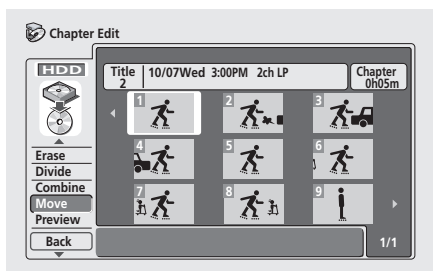 Chapter Edit
HDD
Title 2
10/07Wed 3:00PM 2ch LP
Chapter
0h05m
1
2
3
4
5
6
7
8
9
Erase
Divide
Combine
Move
Preview
Back
1/1